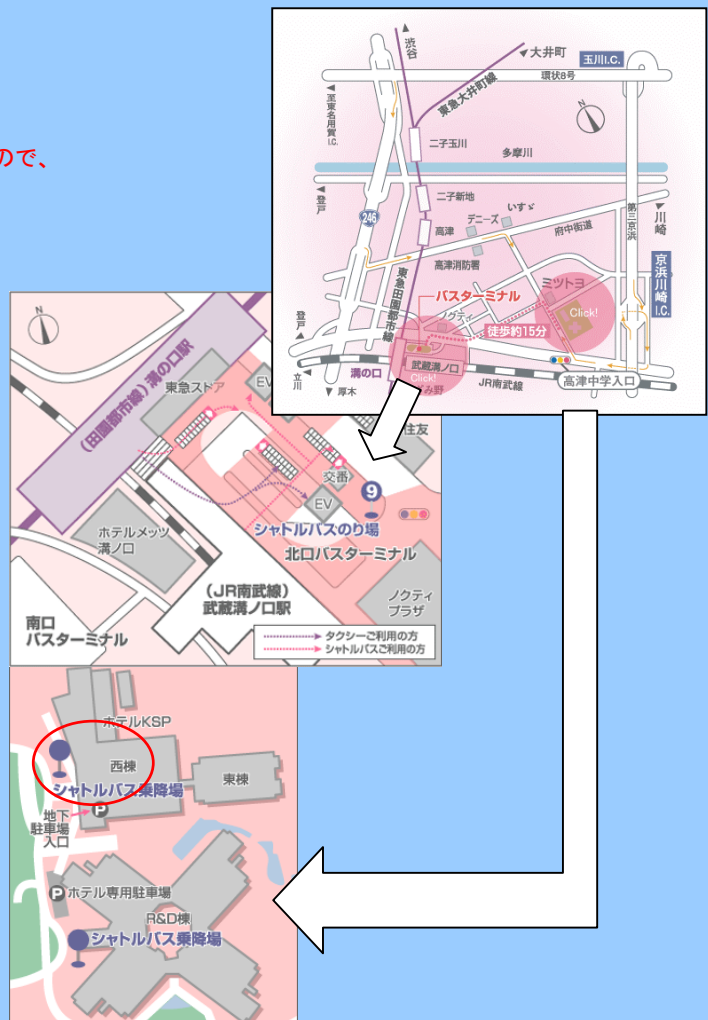 ので、
渋谷
大井町
玉川I.C.
環状8号
東急大井町線
至東名用賀I.C.
N
二子玉川
多摩川
登戸
二子新地
いすゞ
デニーズ
府中街道
第三京浜
川崎
246
高津
高津消防署
京浜川崎I.C.
東急田園都市線
バスターミナル
ミツトヨ
Click!
ノクティ
徒歩約15分
登戸
武蔵溝ノ口
溝の口
Click!
JR南武線
高津中学入口
立川
厚木
み野
N
(田園都市線)溝の口駅
東急ストア
EV
住友
交番
9
EV
シャトルバスのり場
ホテルメッツ
溝ノ口
北口バスターミナル
(JR南武線)
武蔵溝ノ口駅
ノクティ
プラザ
南口
バスターミナル
タクシーご利用の方
シャトルバスご利用の方
ホテルKSP
西棟
東棟
シャトルバス乗降場
P
地下
駐車場
入口
P
ホテル専用駐車場
R&D棟
シャトルバス乗降場